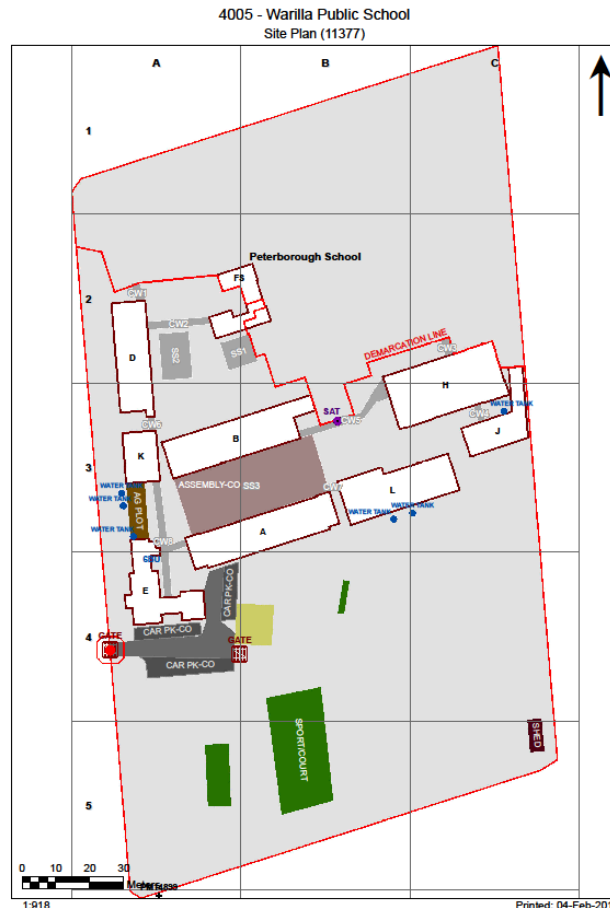 4005 - Warilla Public School
Site Plan (11377)
A
B
C
1
Peterborough School
FS
2
CW1
CW2
SS2
SS1
DEMARCATION LINE
CW3
D
H
SAT
CW5
CW4
WATER TANK
J
B
K
3
ASSEMBLY-CO SS3
CW7
L
WATER TANK
WATER TANK
AG PLOT
WATER TANK
WATER TANK
WATER TANK
A
E
CAR PK-CO
4
CAR PK-CO
GATE
GATE
CAR PK-CO
SPORT/COURT
SHED
5
0 10 20 30
Meters
1:918
Printed: 04-Feb-201